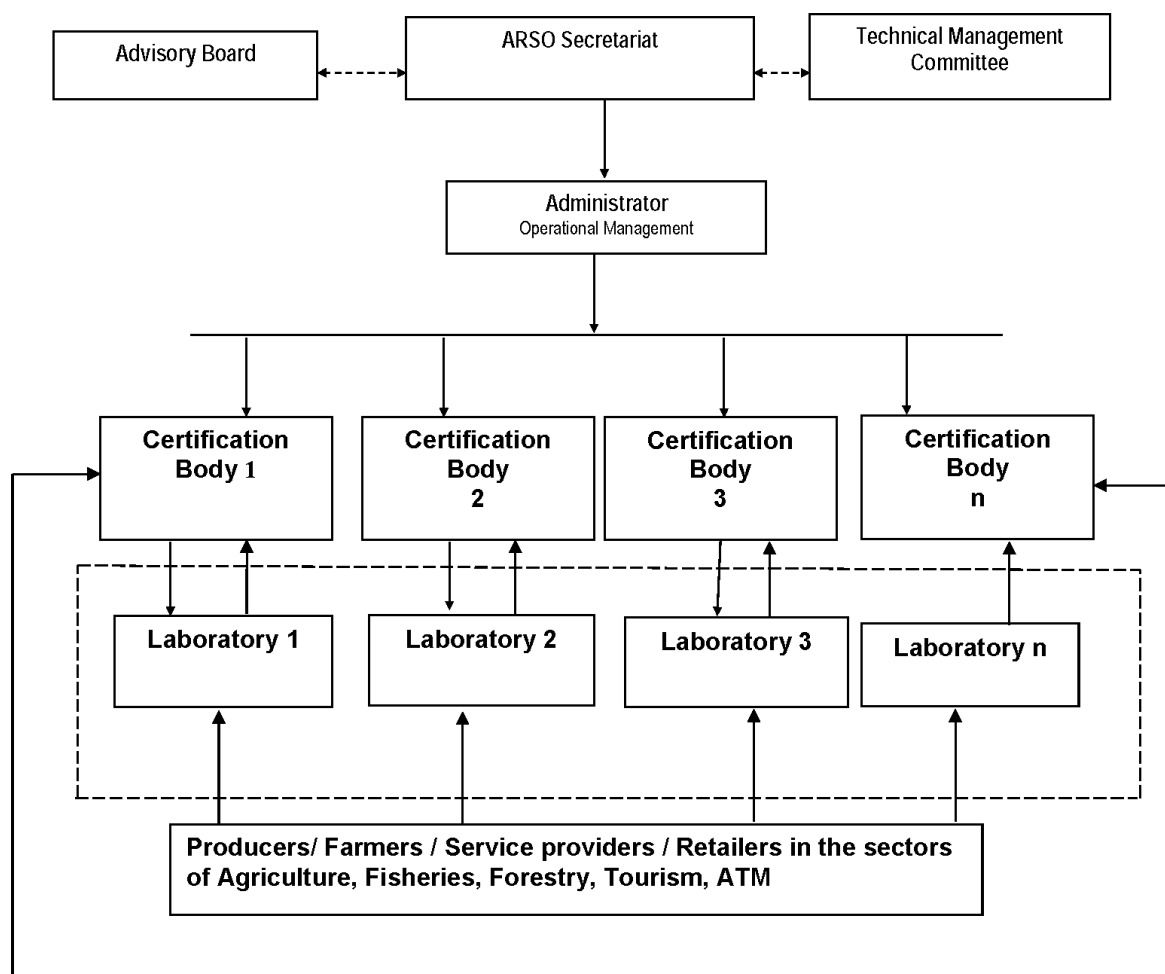 Advisory Board
ARSO Secretariat
Technical Management
Committee
Administrator
Operational Management
Certification
Body 1
Certification
Body
2
Certification
Body
3
Certification
Body
n
Laboratory 1
Laboratory 2
Laboratory 3
Laboratory n
Producers/ Farmers / Service providers / Retailers in the sectors
of Agriculture, Fisheries, Forestry, Tourism, ATM